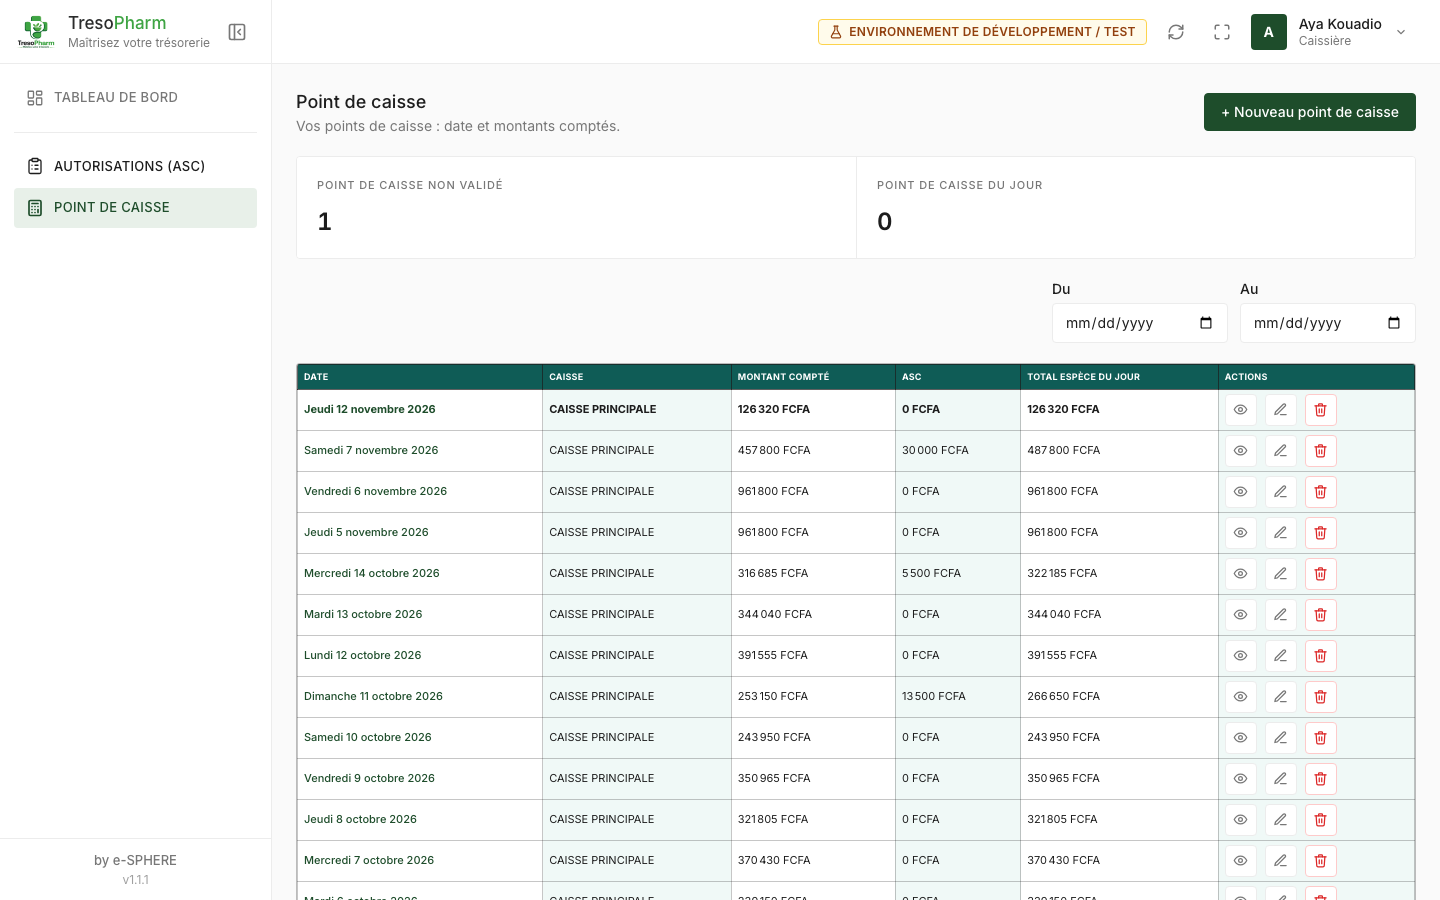 TresoPharm
TresoPharm
Maîtrisez votre trésorerie
ENVIRONNEMENT DE DÉVELOPPEMENT / TEST
A
Aya Kouadio
Caissière
TABLEAU DE BORD
AUTORISATIONS (ASC)
POINT DE CAISSE
by e-SPHERE
v1.1.1
Point de caisse
Vos points de caisse : date et montants comptés.
+ Nouveau point de caisse
POINT DE CAISSE NON VALIDÉ
1
POINT DE CAISSE DU JOUR
0
Du
Au
mm/dd/yyyy
mm/dd/yyyy
DATE CAISSE MONTANT COMPTÉ ASC TOTAL ESPÈCE DU JOUR ACTIONS
Jeudi 12 novembre 2026 CAISSE PRINCIPALE 126 320 FCFA 0 FCFA 126 320 FCFA
Samedi 7 novembre 2026 CAISSE PRINCIPALE 457 800 FCFA 30 000 FCFA 487 800 FCFA
Vendredi 6 novembre 2026 CAISSE PRINCIPALE 961 800 FCFA 0 FCFA 961 800 FCFA
Jeudi 5 novembre 2026 CAISSE PRINCIPALE 961 800 FCFA 0 FCFA 961 800 FCFA
Mercredi 14 octobre 2026 CAISSE PRINCIPALE 316 685 FCFA 5 500 FCFA 322 185 FCFA
Mardi 13 octobre 2026 CAISSE PRINCIPALE 344 040 FCFA 0 FCFA 344 040 FCFA
Lundi 12 octobre 2026 CAISSE PRINCIPALE 391 555 FCFA 0 FCFA 391 555 FCFA
Dimanche 11 octobre 2026 CAISSE PRINCIPALE 253 150 FCFA 13 500 FCFA 266 650 FCFA
Samedi 10 octobre 2026 CAISSE PRINCIPALE 243 950 FCFA 0 FCFA 243 950 FCFA
Vendredi 9 octobre 2026 CAISSE PRINCIPALE 350 965 FCFA 0 FCFA 350 965 FCFA
Jeudi 8 octobre 2026 CAISSE PRINCIPALE 321 805 FCFA 0 FCFA 321 805 FCFA
Mercredi 7 octobre 2026 CAISSE PRINCIPALE 370 430 FCFA 0 FCFA 370 430 FCFA